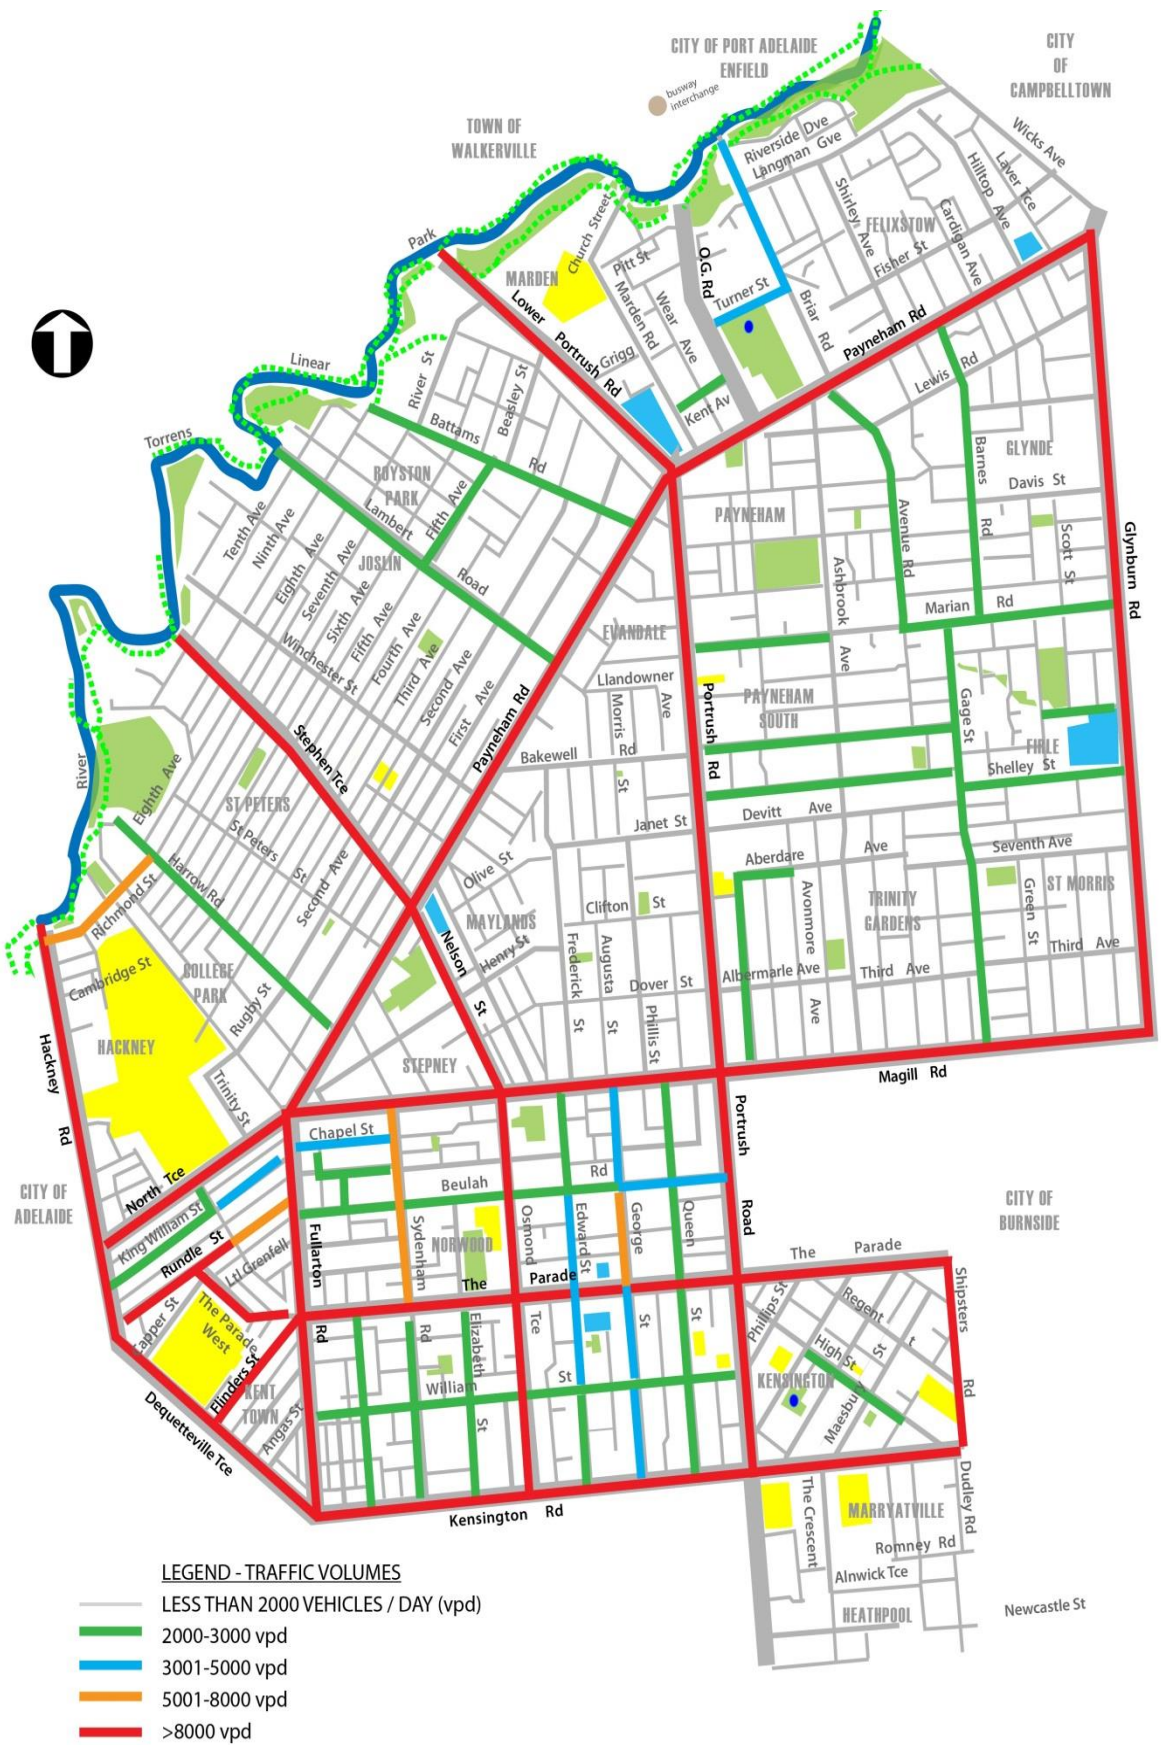 CITY OF PORT ADELAIDE
ENFIELD
CITY
OF
CAMPBELLTOWN
busway
interchange
TOWN OF
WALKERVILLE
Wicks Ave
Riverside Dve
Langman Gve
Laver Tce
Hilltop Ave
Shirley Ave
FELIXSTOW
Cardigan Ave
Fisher St
Church Street
Park
Pitt St
MARDEN
O.G. Rd
Turner St
Briar Rd
Marden Rd
Wear Ave
Lower Portrush Rd
Grigg
Payneham Rd
Linear
River St
Beasley St
Lewis Rd
Kent Av
Battams Rd
Torrens
Barnes Rd
GLYNDE
ROYSTON
PARK
Davis St
Lambert Road
Fifth Ave
PAYNEHAM
Avenue Rd
Scott St
Glynburn Rd
Tenth Ave
Ninth Ave
Eighth Ave
Seventh Ave
Sixth Ave
Fifth Ave
Fourth Ave
Third Ave
Second Ave
First Ave
JOSLIN
Ashbrook Ave
Marian Rd
Winchester St
EVANDALE
Llandowner Ave
Payneham Rd
Morris St
Portrush Rd
PAYNEHAM
SOUTH
Gage St
Stephen Tce
Bakewell Rd
FIRLE
Shelley St
River
Eighth Ave
ST PETERS
St Peters St
Janet St
Devitt Ave
Seventh Ave
Second Ave
Harrow Rd
Olive St
Aberdare Ave
Richmond St
Clifton St
TRINITY
GARDENS
Avonmore Ave
Green St
ST MORRIS
MAYLANDS
Nelson St
Henry St
Frederick St
Augusta St
Third Ave
Cambridge St
COLLEGE
PARK
Rugby St
Dover St
Albermarle Ave
Third Ave
Phillis St
Hackney Rd
HACKNEY
STEPNEY
Trinity St
Magill Rd
Portrush Road
Chapel St
North Tce
Beulah Rd
CITY OF
ADELAIDE
CITY OF
BURNSIDE
King William St
Rundle St
Ltl Grenfell
Fullarton Rd
Sydenham Rd
NORWOOD
Osmond Tce
Edward St
George St
Queen St
The Parade
The Parade
Capper St
The Parade
West
Flinders St
KENT
TOWN
Angas St
Elizabeth St
William St
Phillips St
Regent St
Shipsters Rd
High St
KENSINGTON
Maesbury St
Dequetteville Tce
Kensington Rd
The Crescent
MARRYATVILLE
Dudley Rd
Romney Rd
Alnwick Tce
HEATHPOOL
Newcastle St
LEGEND - TRAFFIC VOLUMES
LESS THAN 2000 VEHICLES / DAY (vpd)
2000-3000 vpd
3001-5000 vpd
5001-8000 vpd
>8000 vpd